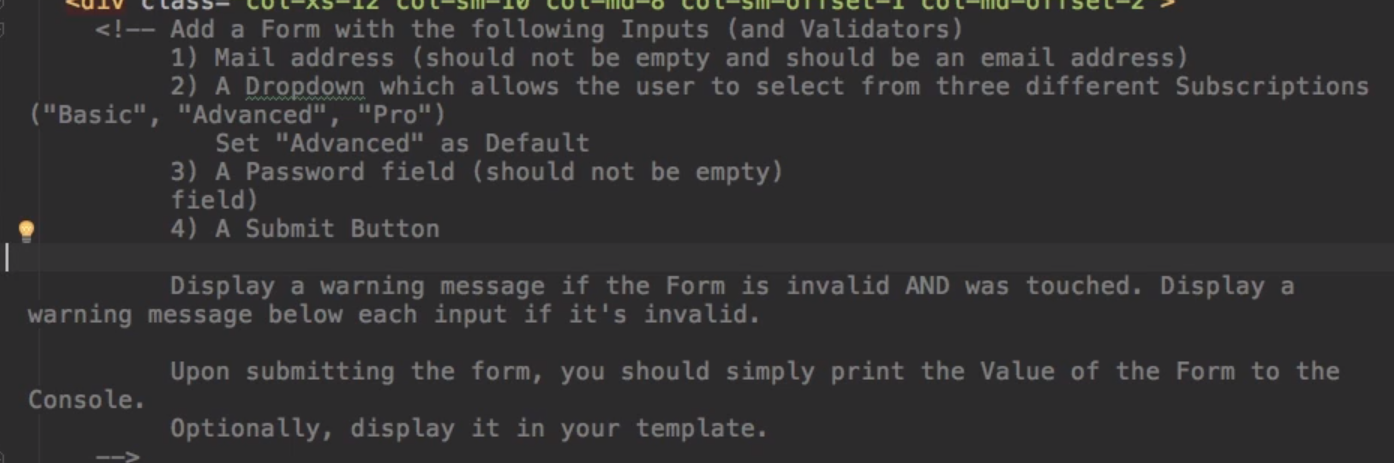 <div class="col-xs-12 col-sm-10 col-md-8 col-sm-offset-1 col-md-offset-2">
<!-- Add a Form with the following Inputs (and Validators)
1) Mail address (should not be empty and should be an email address)
2) A Dropdown which allows the user to select from three different Subscriptions
("Basic", "Advanced", "Pro")
Set "Advanced" as Default
3) A Password field (should not be empty)
field)
4) A Submit Button
Display a warning message if the Form is invalid AND was touched. Display a
warning message below each input if it's invalid.
Upon submitting the form, you should simply print the Value of the Form to the
Console.
Optionally, display it in your template.
-->